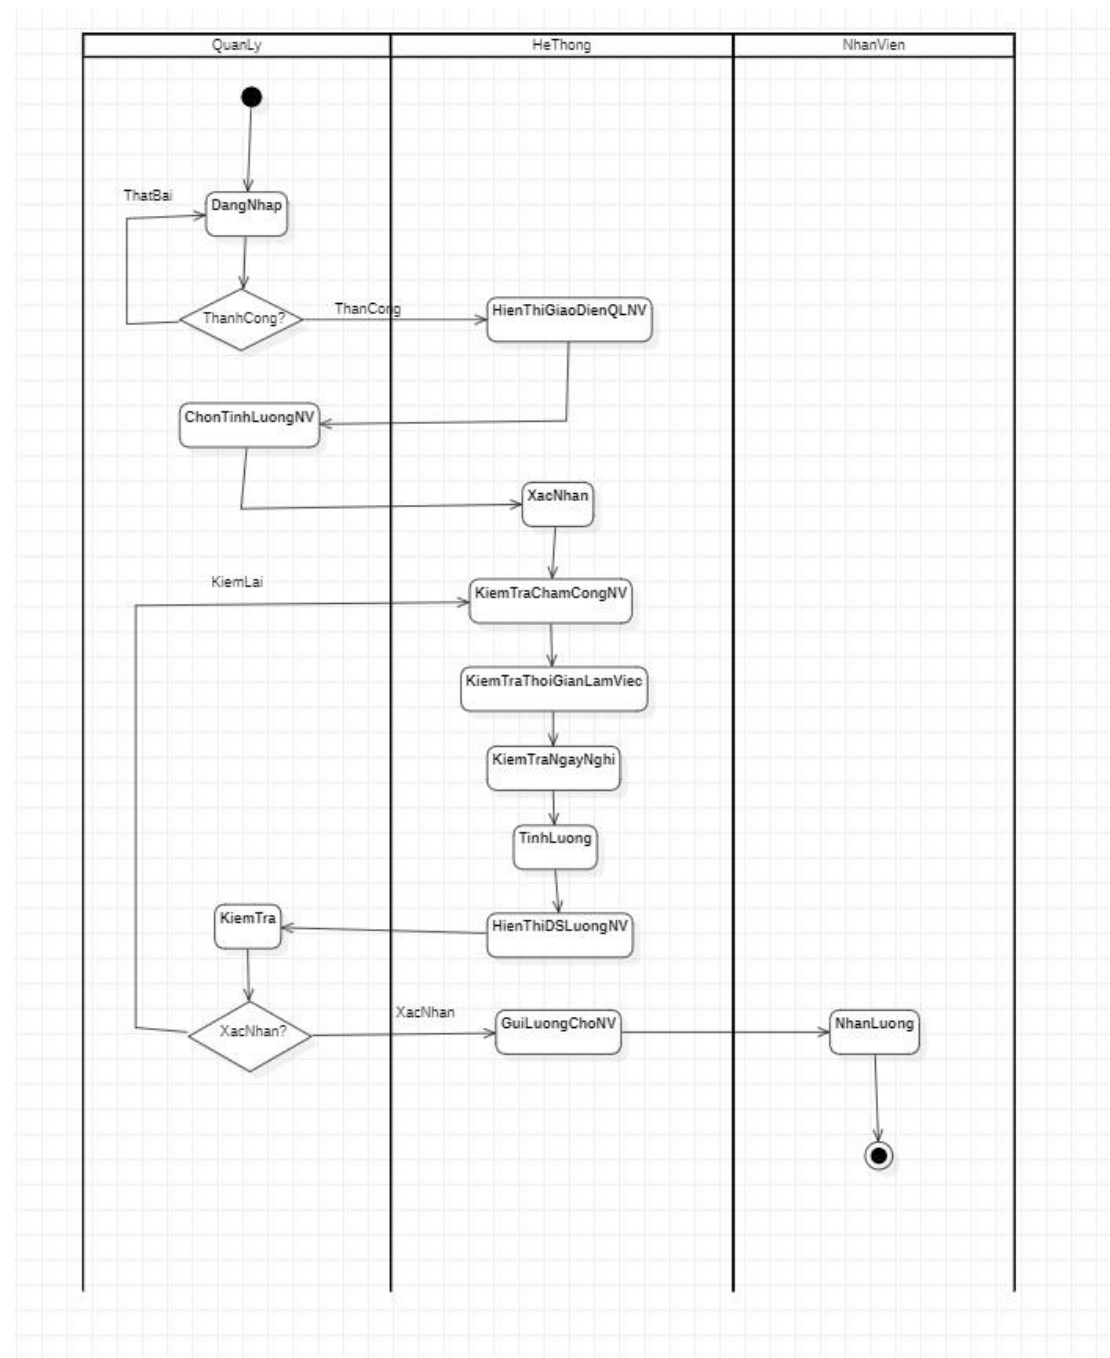 QuanLy
HeThong
NhanVien
ThatBai
DangNhap
ThanhCong?
ThanCong
HienThiGiaoDienQLNV
ChonTinhLuongNV
XacNhan
KiemLai
KiemTraChamCongNV
KiemTraThoiGianLamViec
KiemTraNgayNghi
TinhLuong
KiemTra
HienThiDSLuongNV
XacNhan?
XacNhan
GuiLuongChoNV
NhanLuong